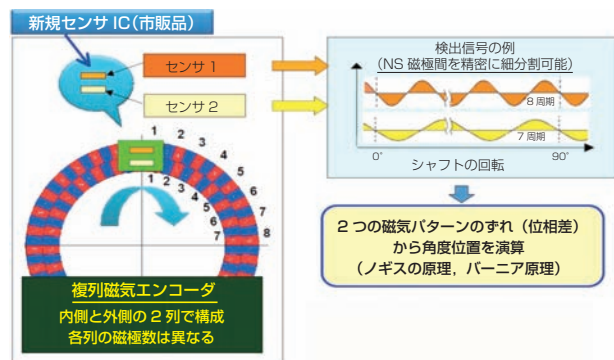 新規センサ IC(市販品)
センサ 1
センサ 2
1
2
3
4
5
6
7
8
1
2
3
4
5
6
7
複列磁気エンコーダ
内側と外側の 2 列で構成
各列の磁極数は異なる
検出信号の例
(NS 磁極間を精密に細分割可能)
8 周期
7 周期
0°
90°
シャフトの回転
2 つの磁気パターンのずれ(位相差)
から角度位置を演算
(ノギスの原理，バーニア原理)